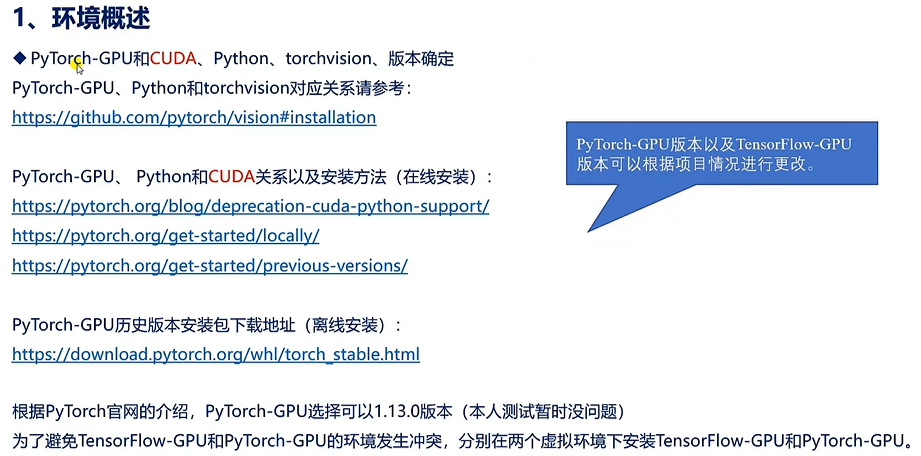 1、环境概述
◆PyTorch-GPU和CUDA、Python、torchvision、版本确定
PyTorch-GPU、Python和torchvision对应关系请参考：
https://github.com/pytorch/vision#installation
PyTorch-GPU版本以及TensorFlow-GPU
版本可以根据项目情况进行更改。
PyTorch-GPU、 Python和CUDA关系以及安装方法（在线安装）：
https://pytorch.org/blog/deprecation-cuda-python-support/
https://pytorch.org/get-started/locally/
https://pytorch.org/get-started/previous-versions/
PyTorch-GPU历史版本安装包下载地址（离线安装）：
https://download.pytorch.org/whl/torch_stable.html
根据PyTorch官网的介绍，PyTorch-GPU选择可以1.13.0版本（本人测试暂时没问题）
为了避免TensorFlow-GPU和PyTorch-GPU的环境发生冲突，分别在两个虚拟环境下安装TensorFlow-GPU和PyTorch-GPU。